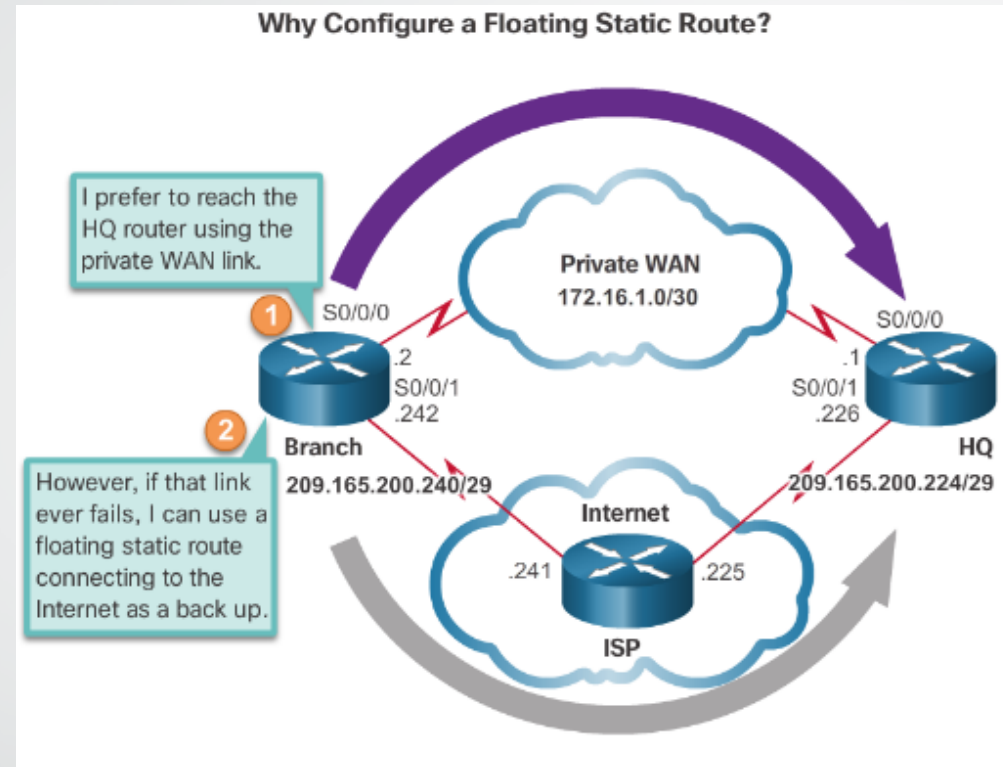 Why Configure a Floating Static Route?
I prefer to reach the
HQ router using the
private WAN link.
Private WAN
172.16.1.0/30
1
S0/0/0
S0/0/0
.2
.1
S0/0/1
.242
S0/0/1
.226
2
Branch
HQ
However, if that link
ever fails, I can use a
floating static route
connecting to the
Internet as a back up.
209.165.200.240/29
209.165.200.224/29
Internet
.241
.225
ISP